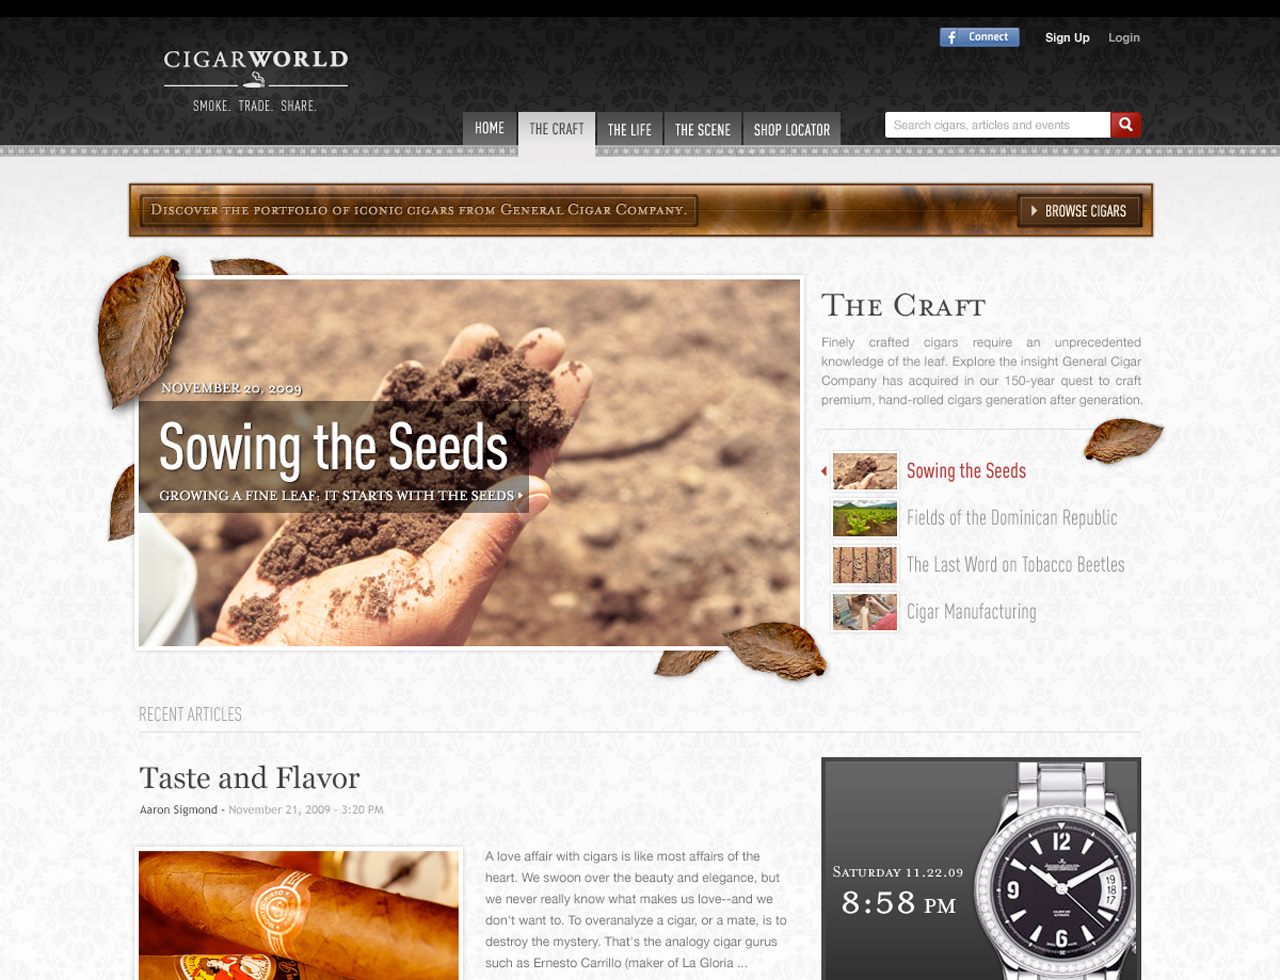 CIGARWORLD
SMOKE. TRADE. SHARE.
f Connect
Sign Up
Login
HOME
THE CRAFT
THE LIFE
THE SCENE
SHOP LOCATOR
Search cigars, articles and events
DISCOVER THE PORTFOLIO OF ICONIC CIGARS FROM GENERAL CIGAR COMPANY.
BROWSE CIGARS
NOVEMBER 20, 2009
Sowing the Seeds
GROWING A FINE LEAF: IT STARTS WITH THE SEEDS
THE CRAFT
Finely crafted cigars require an unprecedented
knowledge of the leaf. Explore the insight General Cigar
Company has acquired in our 150-year quest to craft
premium, hand-rolled cigars generation after generation.
Sowing the Seeds
Fields of the Dominican Republic
The Last Word on Tobacco Beetles
Cigar Manufacturing
RECENT ARTICLES
Taste and Flavor
Aaron Sigmond - November 21, 2009 - 3:20 PM
A love affair with cigars is like most affairs of the
heart. We swoon over the beauty and elegance, but
we never really know what makes us love--and we
don't want to. To overanalyze a cigar, or a mate, is to
destroy the mystery. That's the analogy cigar gurus
such as Ernesto Carrillo (maker of La Gloria ...
SATURDAY 11.22.09
8:58 PM
12
9
6
19
18
17